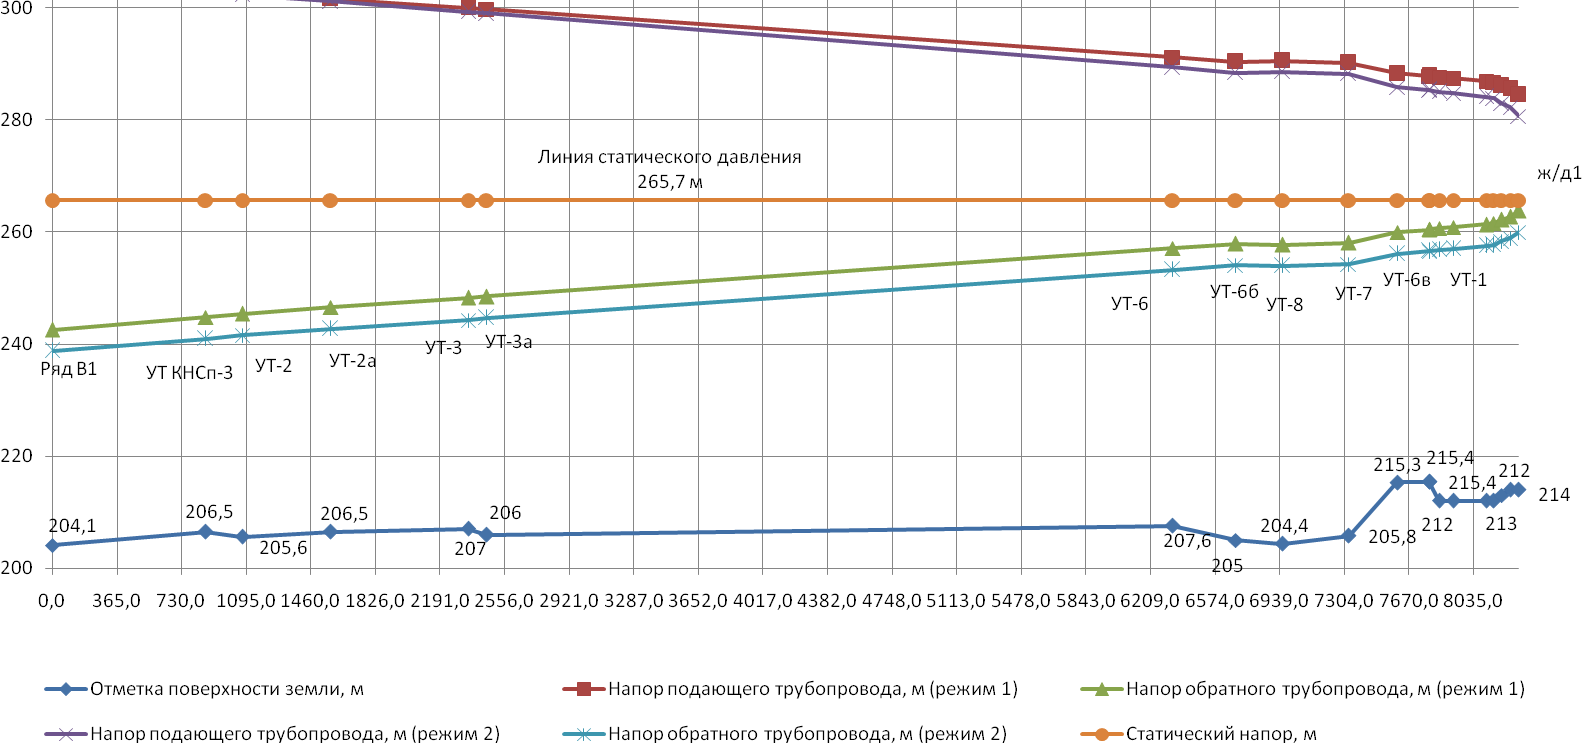 300
280
Линия статического давления
265,7 м
ж/д1
260
УТ-6
УТ-6б
УТ-8
УТ-7
УТ-6в
УТ-1
240
Ряд В1
УТ КНСп-3
УТ-2
УТ-2а
УТ-3
УТ-3а
220
215,3
215,4
212
215,4
214
204,1
206,5
205,6
206,5
207
206
207,6
205
204,4
205,8
212
213
200
0,0 365,0 730,0 1095,0 1460,0 1826,0 2191,0 2556,0 2921,0 3287,0 3652,0 4017,0 4382,0 4748,0 5113,0 5478,0 5843,0 6209,0 6574,0 6939,0 7304,0 7670,0 8035,0
Отметка поверхности земли, м
Напор подающего трубопровода, м (режим 1)
Напор обратного трубопровода, м (режим 1)
Напор подающего трубопровода, м (режим 2)
Напор обратного трубопровода, м (режим 2)
Статический напор, м